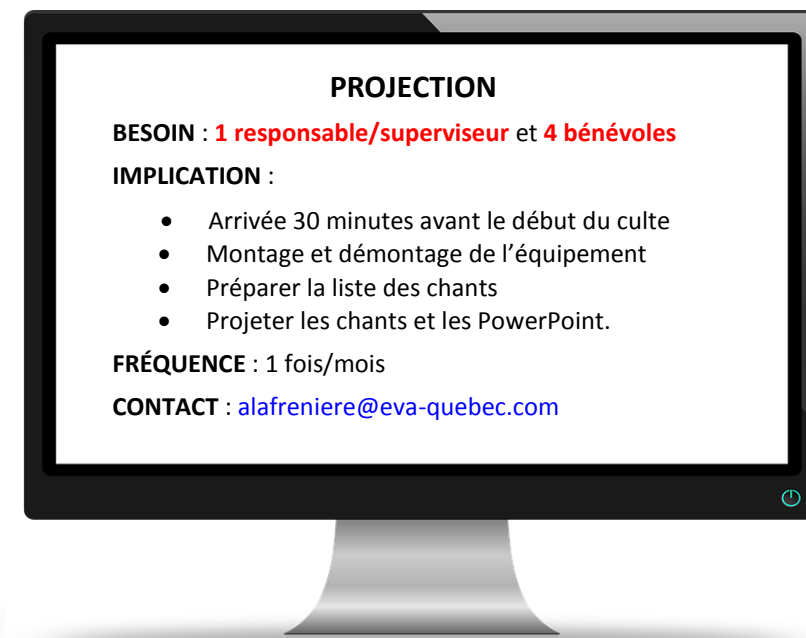 PROJECTION
BESOIN : 1 responsable/superviseur et 4 bénévoles
IMPLICATION :
• Arrivée 30 minutes avant le début du culte
• Montage et démontage de l’équipement
• Préparer la liste des chants
• Projeter les chants et les PowerPoint.
FRÉQUENCE : 1 fois/mois
CONTACT : alafreniere@eva-quebec.com